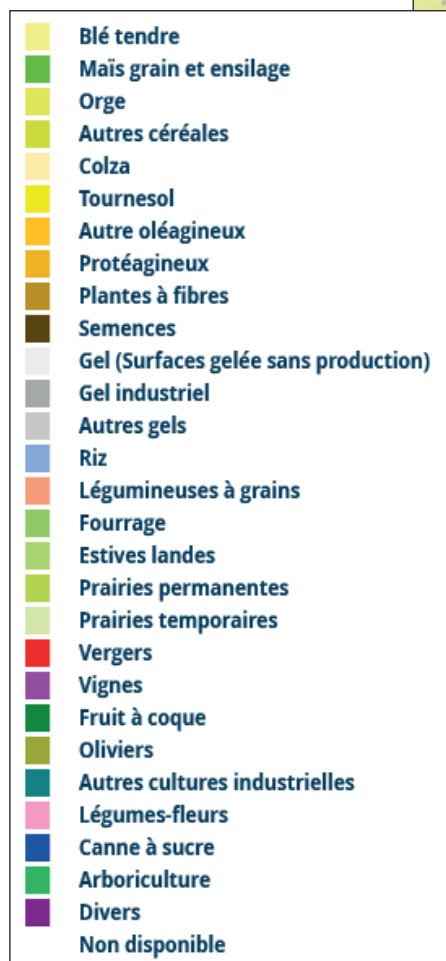 Blé tendre
Maïs grain et ensilage
Orge
Autres céréales
Colza
Tournesol
Autre oléagineux
Protéagineux
Plantes à fibres
Semences
Gel (Surfaces gelée sans production)
Gel industriel
Autres gels
Riz
Légumineuses à grains
Fourrage
Estives landes
Prairies permanentes
Prairies temporaires
Vergers
Vignes
Fruit à coque
Oliviers
Autres cultures industrielles
Légumes-fleurs
Canne à sucre
Arboriculture
Divers
Non disponible